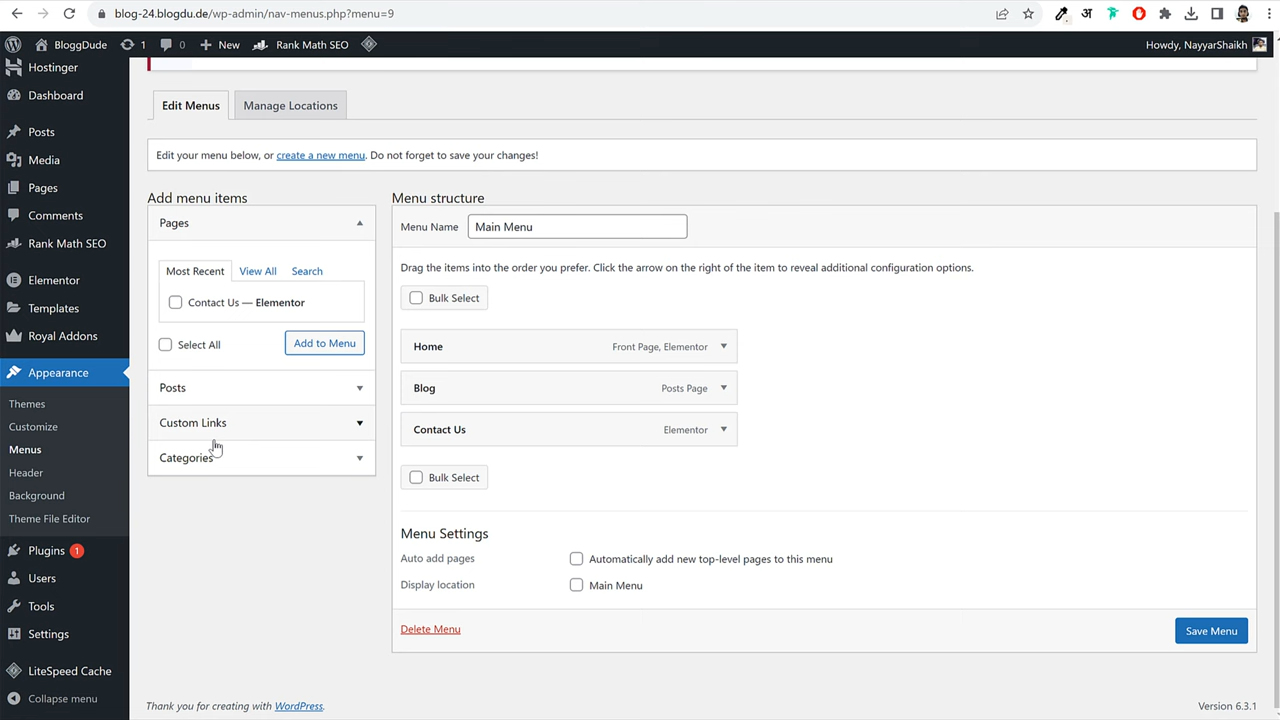 blog-24.blogdu.de/wp-admin/nav-menus.php?menu=9
BloggDude
1
0
New
Rank Math SEO
Howdy, NayyarShaikh
Hostinger
Dashboard
Posts
Media
Pages
Comments
Rank Math SEO
Elementor
Templates
Royal Addons
Appearance
Themes
Customize
Menus
Header
Background
Theme File Editor
Plugins 1
Users
Tools
Settings
LiteSpeed Cache
Collapse menu
Edit Menus
Manage Locations
Edit your menu below, or create a new menu. Do not forget to save your changes!
Add menu items
Pages
Most Recent
View All
Search
Contact Us — Elementor
Select All
Add to Menu
Posts
Custom Links
Categories
Menu structure
Menu Name
Main Menu
Drag the items into the order you prefer. Click the arrow on the right of the item to reveal additional configuration options.
Bulk Select
Home
Front Page, Elementor
Blog
Posts Page
Contact Us
Elementor
Bulk Select
Menu Settings
Auto add pages
Automatically add new top-level pages to this menu
Display location
Main Menu
Delete Menu
Save Menu
Thank you for creating with WordPress.
Version 6.3.1